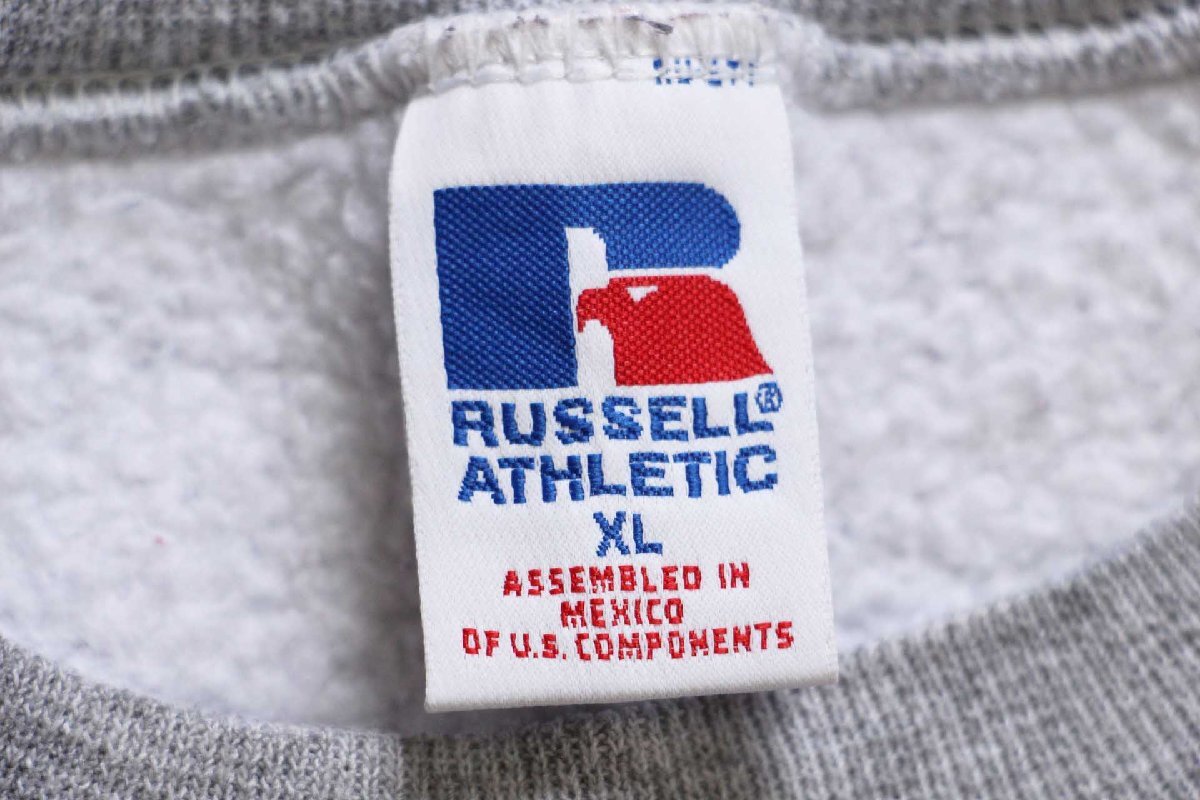 RUSSELL®
ATHLETIC
XL
ASSEMBLED IN
MEXICO
OF U.S. COMPONENTS